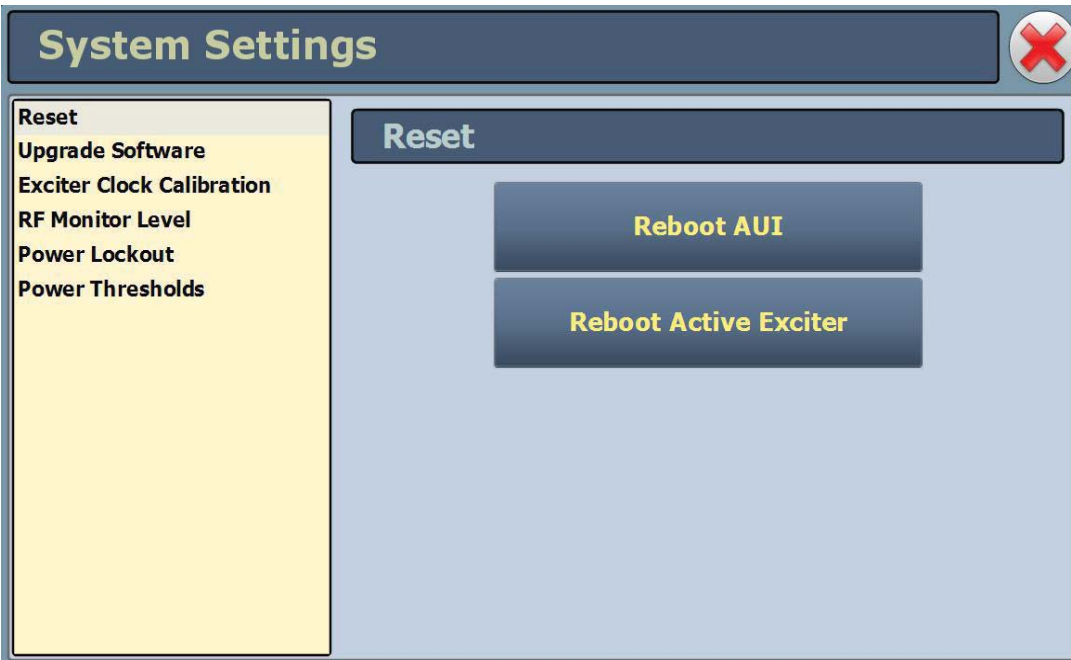 System Settings
Reset
Upgrade Software
Exciter Clock Calibration
RF Monitor Level
Power Lockout
Power Thresholds
Reset
Reboot AUI
Reboot Active Exciter